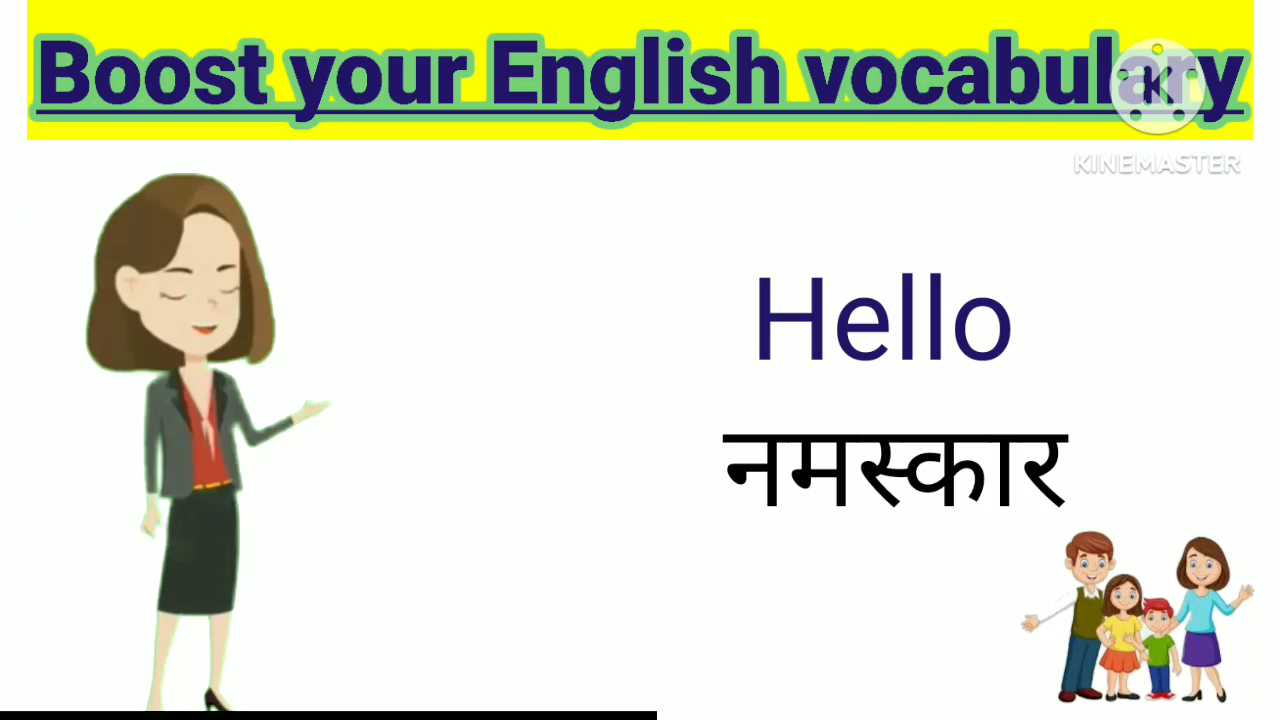 Boost your English vocabulary
K
KINEMASTER
Hello
नमस्कार